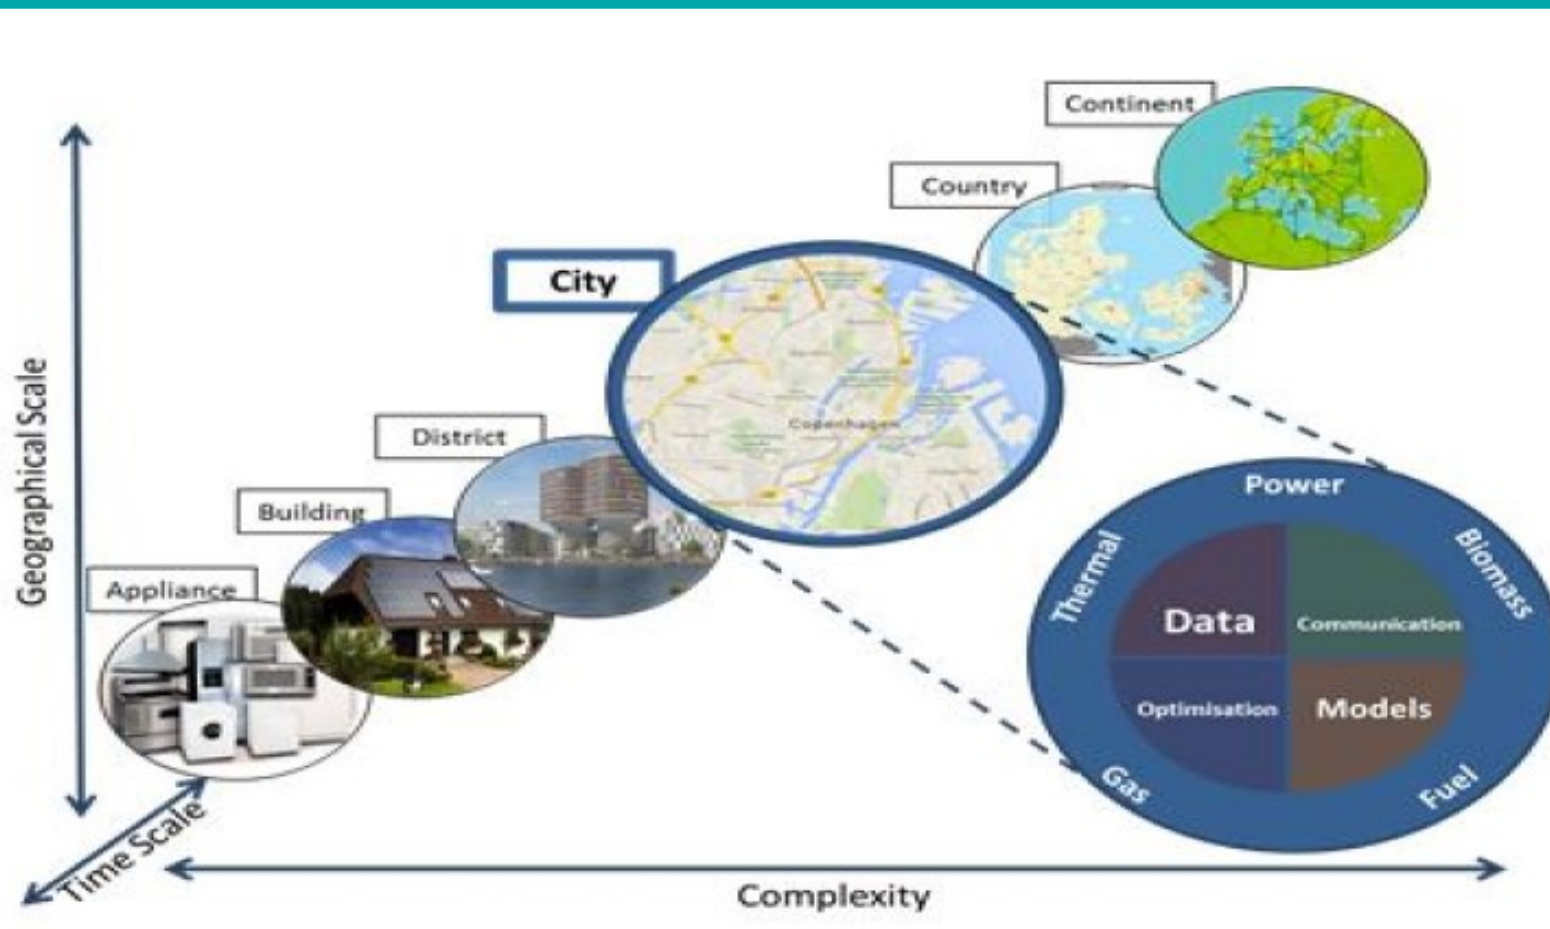 Continent
Country
City
District
Building
Appliance
Geographical Scale
Time Scale
Complexity
Copenhagen
Power
Thermal
Biomass
Data
Communication
Optimisation
Models
Gas
Fuel